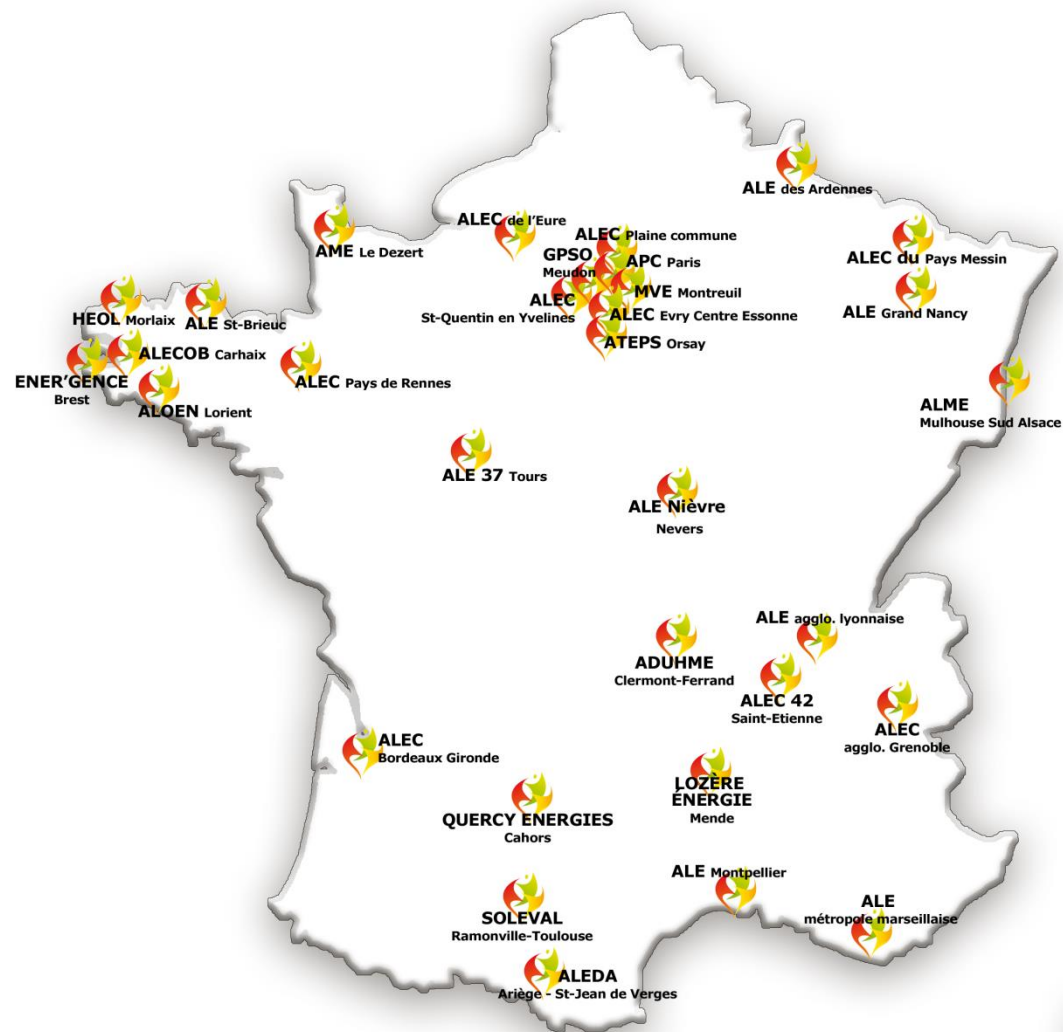 ALE des Ardennes
ALEC de l'Eure
AME Le Dezert
ALEC Plaine commune
GPSO
Meudon
APC Paris
ALEC du Pays Messin
MVE Montreuil
ALEC
St-Quentin en Yvelines
ALEC Evry Centre Essonne
ALE Grand Nancy
HEOL Morlaix
ALE St-Brieuc
ATEPS Orsay
ALECOB Carhaix
ENER'GENCE
Brest
ALEC Pays de Rennes
ALOEN Lorient
ALME
Mulhouse Sud Alsace
ALE 37 Tours
ALE Nièvre
Nevers
ALE agglo. lyonnaise
ADUHME
Clermont-Ferrand
ALEC 42
Saint-Etienne
ALEC
agglo. Grenoble
ALEC
Bordeaux Gironde
LOZÈRE
ÉNERGIE
Mende
QUERCY ENERGIES
Cahors
ALE Montpellier
ALE
métropole marseillaise
SOLEVAL
Ramonville-Toulouse
ALEDA
Ariège - St-Jean de Verges